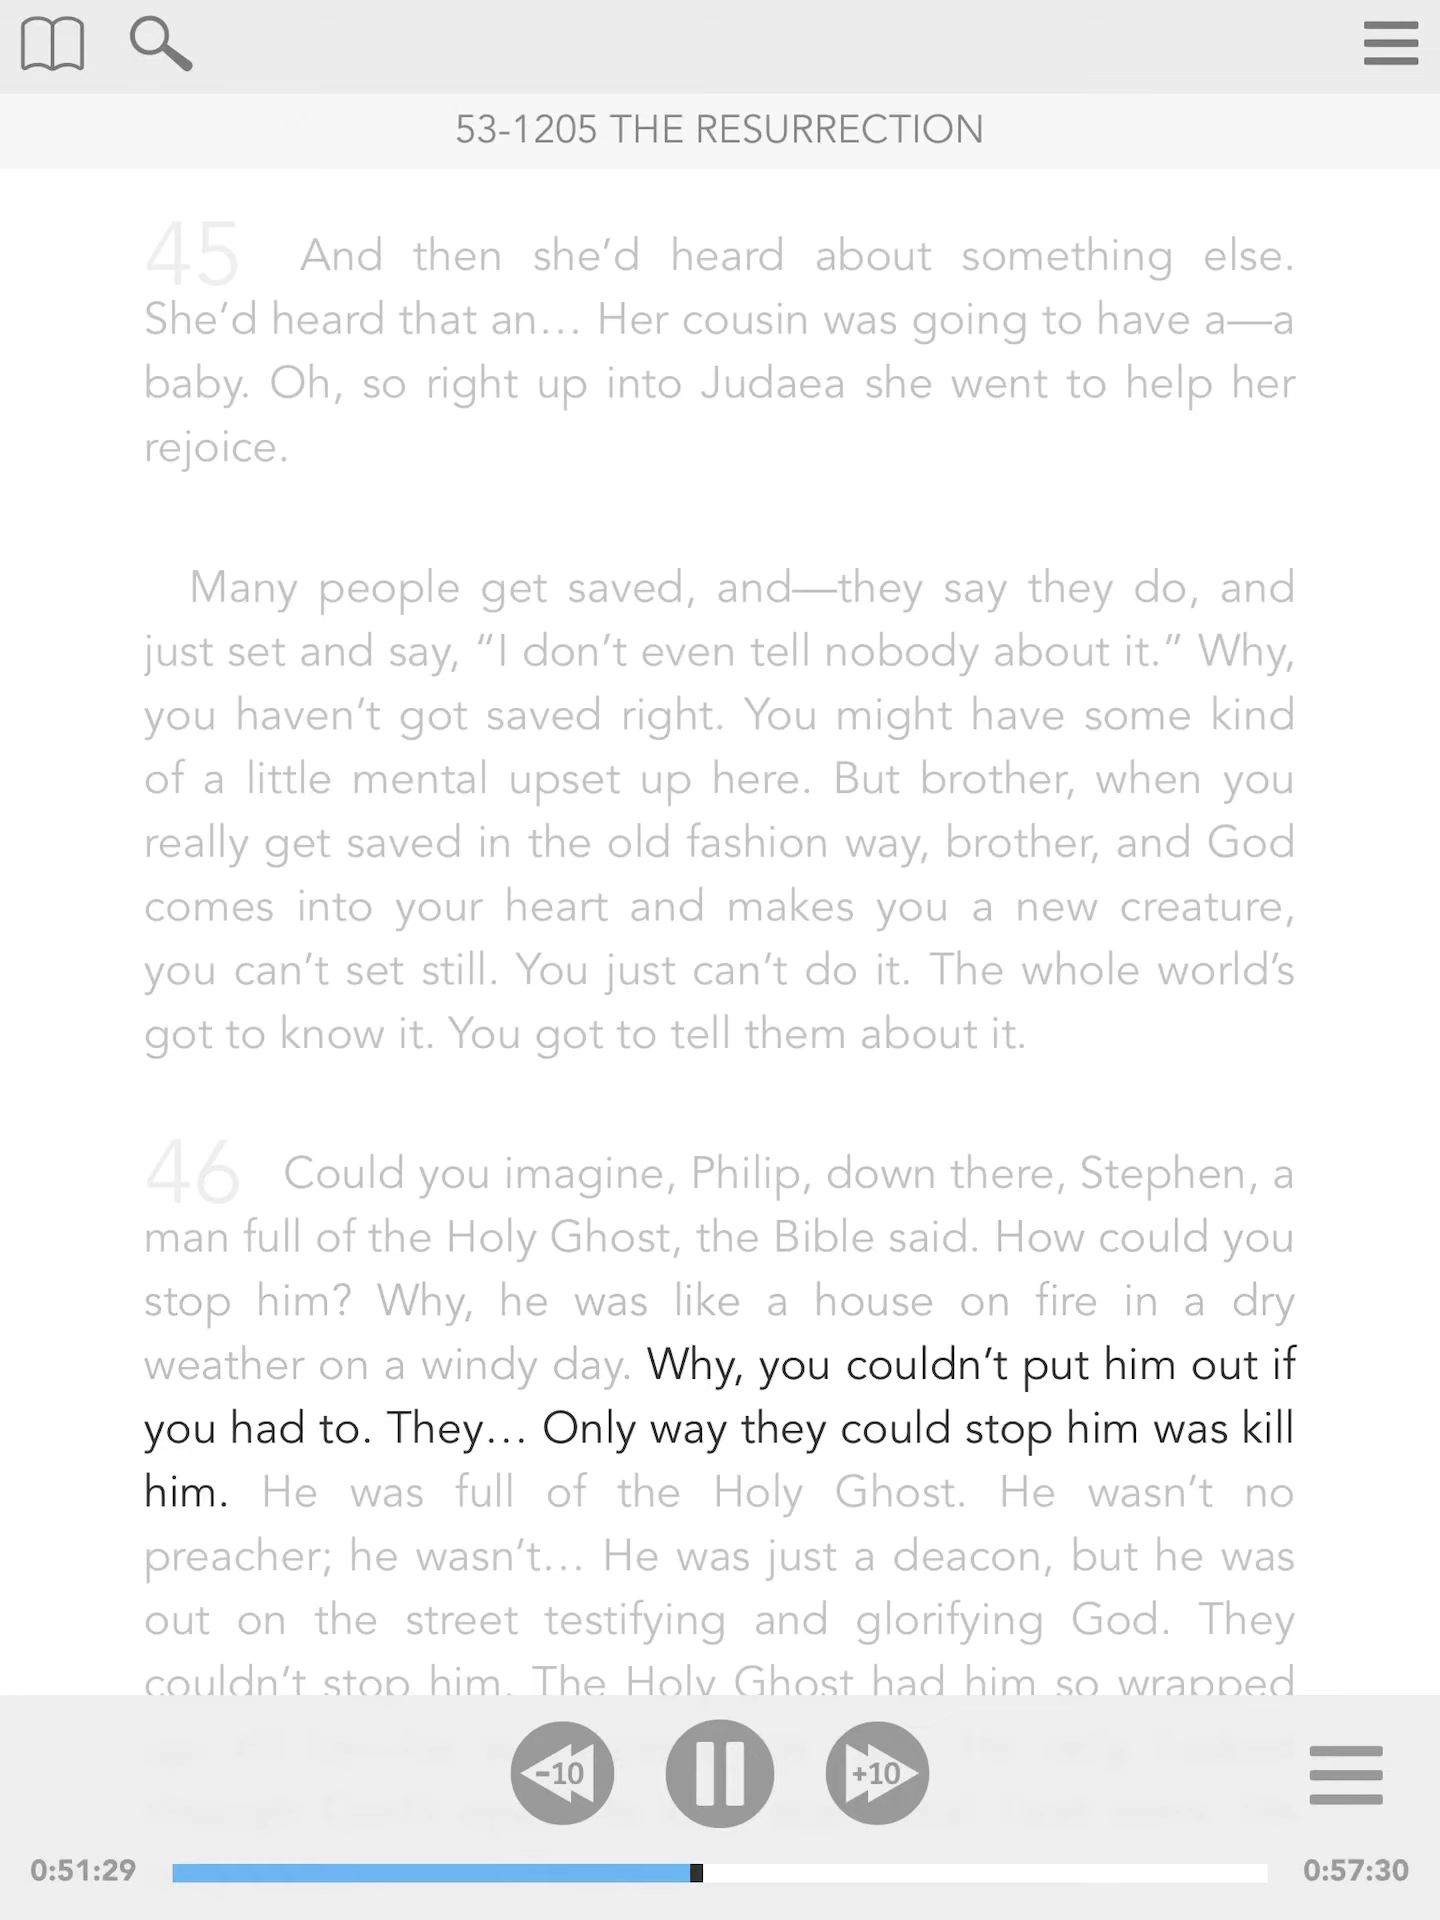 53-1205 THE RESURRECTION
45 And then she’d heard about something else.
She’d heard that an… Her cousin was going to have a—a
baby. Oh, so right up into Judaea she went to help her
rejoice.
Many people get saved, and—they say they do, and
just set and say, “I don’t even tell nobody about it.” Why,
you haven’t got saved right. You might have some kind
of a little mental upset up here. But brother, when you
really get saved in the old fashion way, brother, and God
comes into your heart and makes you a new creature,
you can’t set still. You just can’t do it. The whole world’s
got to know it. You got to tell them about it.
46 Could you imagine, Philip, down there, Stephen, a
man full of the Holy Ghost, the Bible said. How could you
stop him? Why, he was like a house on fire in a dry
weather on a windy day. Why, you couldn’t put him out if
you had to. They… Only way they could stop him was kill
him. He was full of the Holy Ghost. He wasn’t no
preacher; he wasn’t… He was just a deacon, but he was
out on the street testifying and glorifying God. They
couldn’t stop him. The Holy Ghost had him so wrapped
-10 +10
0:51:29 0:57:30